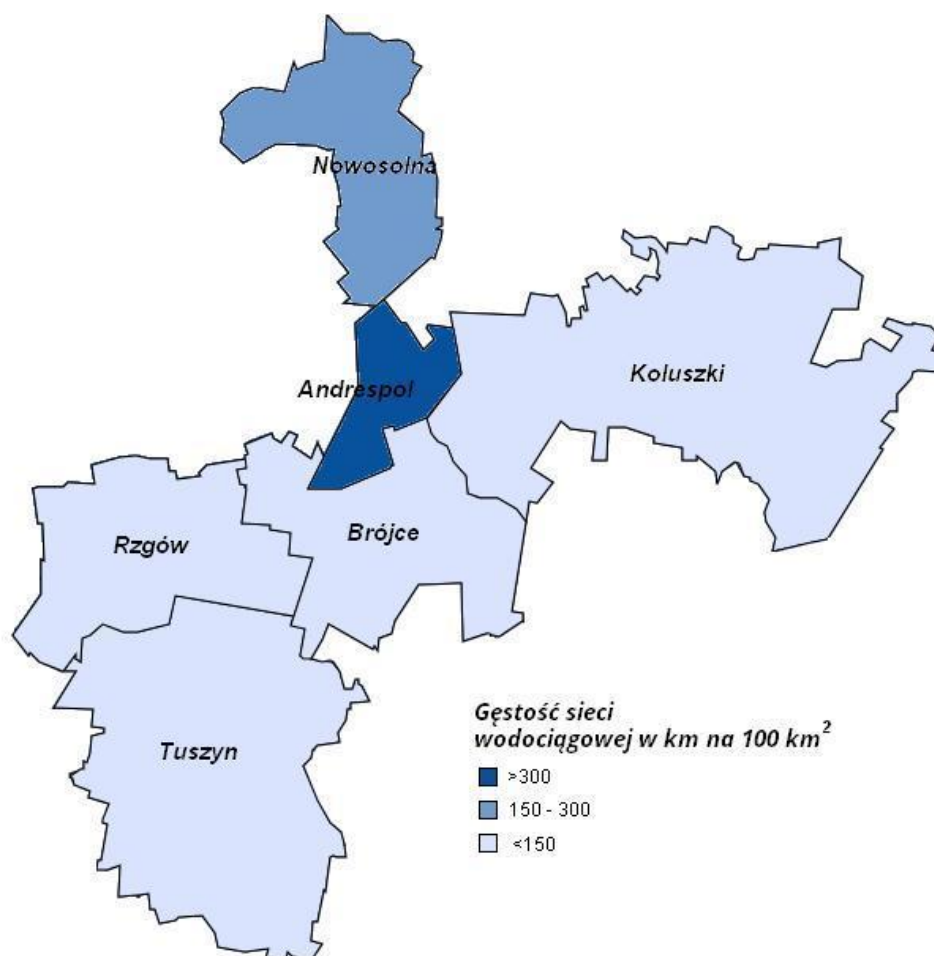 Nowosolna
Andrespol
Koluszki
Rzgów
Brójce
Tuszyn
Gęstość sieci
wodociągowej w km na 100 km²
>300
150 - 300
<150